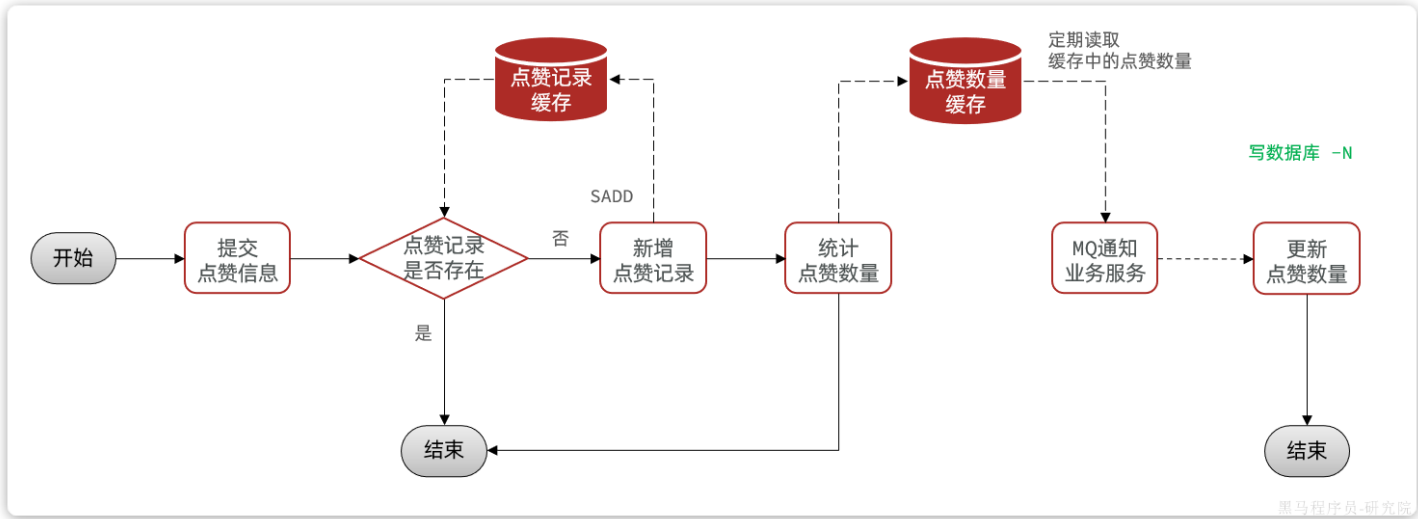 点赞记录
缓存
点赞数量
缓存
定期读取
缓存中的点赞数量
写数据库 -N
SADD
开始
提交
点赞信息
点赞记录
是否存在
否
新增
点赞记录
统计
点赞数量
MQ通知
业务服务
更新
点赞数量
是
结束
结束
黑马程序员-研究院